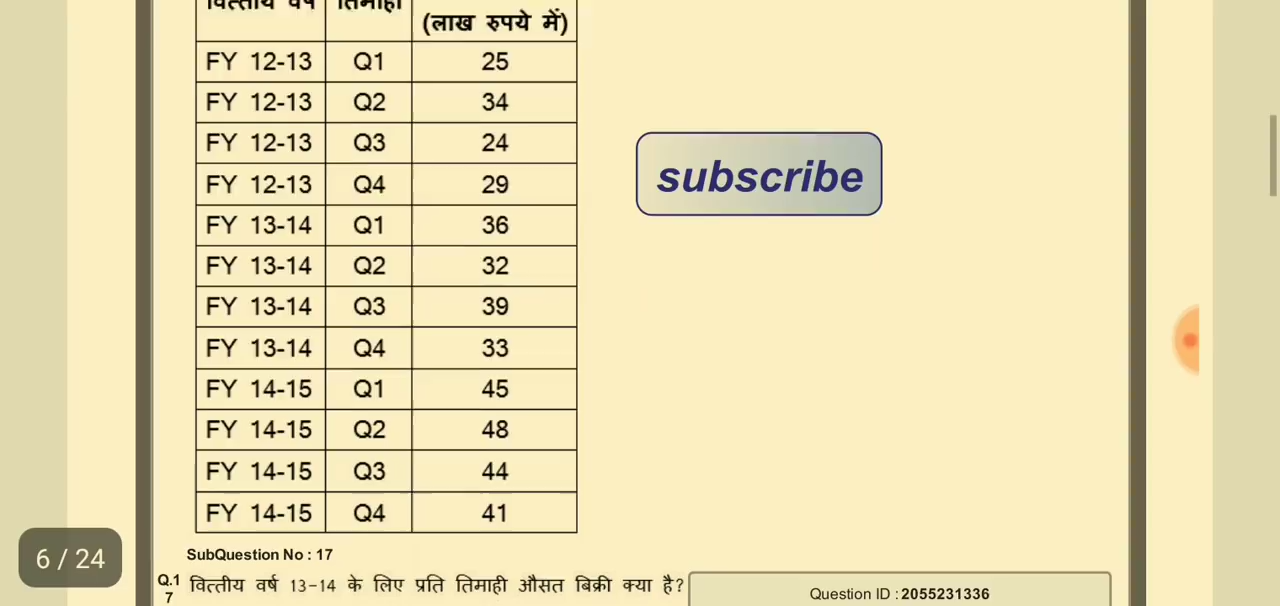 वित्तीय वर्ष तिमाही
(लाख रुपये में)
FY 12-13 Q1 25
FY 12-13 Q2 34
FY 12-13 Q3 24
FY 12-13 Q4 29
FY 13-14 Q1 36
FY 13-14 Q2 32
FY 13-14 Q3 39
FY 13-14 Q4 33
FY 14-15 Q1 45
FY 14-15 Q2 48
FY 14-15 Q3 44
FY 14-15 Q4 41
subscribe
6 / 24
SubQuestion No : 17
Q.1 वित्तीय वर्ष 13-14 के लिए प्रति तिमाही औसत बिक्री क्या है?
7
Question ID : 2055231336